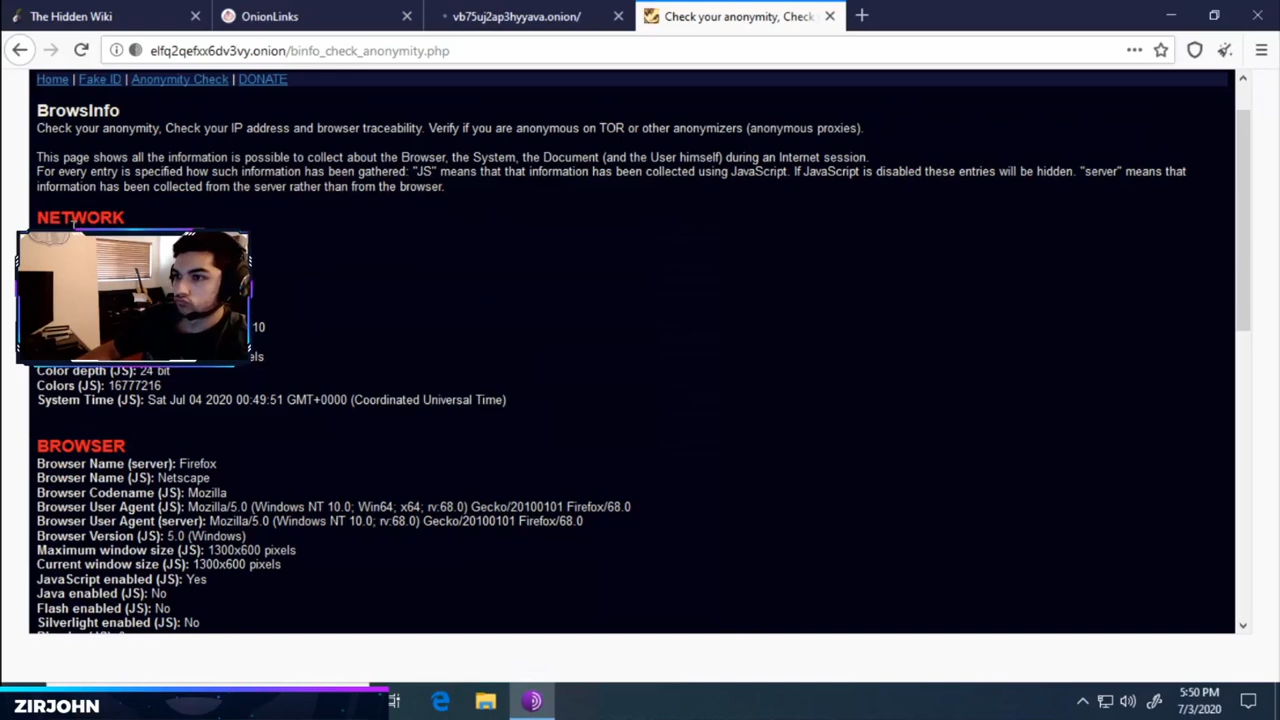 The Hidden Wiki
OnionLinks
vb75uj2ap3hyyava.onion/
Check your anonymity, Check
elfq2qefxx6dv3vy.onion/binfo_check_anonymity.php
Home | Fake ID | Anonymity Check | DONATE
BrowsInfo
Check your anonymity, Check your IP address and browser traceability. Verify if you are anonymous on TOR or other anonymizers (anonymous proxies).
This page shows all the information is possible to collect about the Browser, the System, the Document (and the User himself) during an Internet session.
For every entry is specified how such information has been gathered: "JS" means that that information has been collected using JavaScript. If JavaScript is disabled these entries will be hidden. "server" means that
information has been collected from the server rather than from the browser.
NETWORK
10
els
Color depth (JS): 24 bit
Colors (JS): 16777216
System Time (JS): Sat Jul 04 2020 00:49:51 GMT+0000 (Coordinated Universal Time)
BROWSER
Browser Name (server): Firefox
Browser Name (JS): Netscape
Browser Codename (JS): Mozilla
Browser User Agent (JS): Mozilla/5.0 (Windows NT 10.0; Win64; x64; rv:68.0) Gecko/20100101 Firefox/68.0
Browser User Agent (server): Mozilla/5.0 (Windows NT 10.0; rv:68.0) Gecko/20100101 Firefox/68.0
Browser Version (JS): 5.0 (Windows)
Maximum window size (JS): 1300x600 pixels
Current window size (JS): 1300x600 pixels
JavaScript enabled (JS): Yes
Java enabled (JS): No
Flash enabled (JS): No
Silverlight enabled (JS): No
ZIRJOHN
5:50 PM
7/3/2020